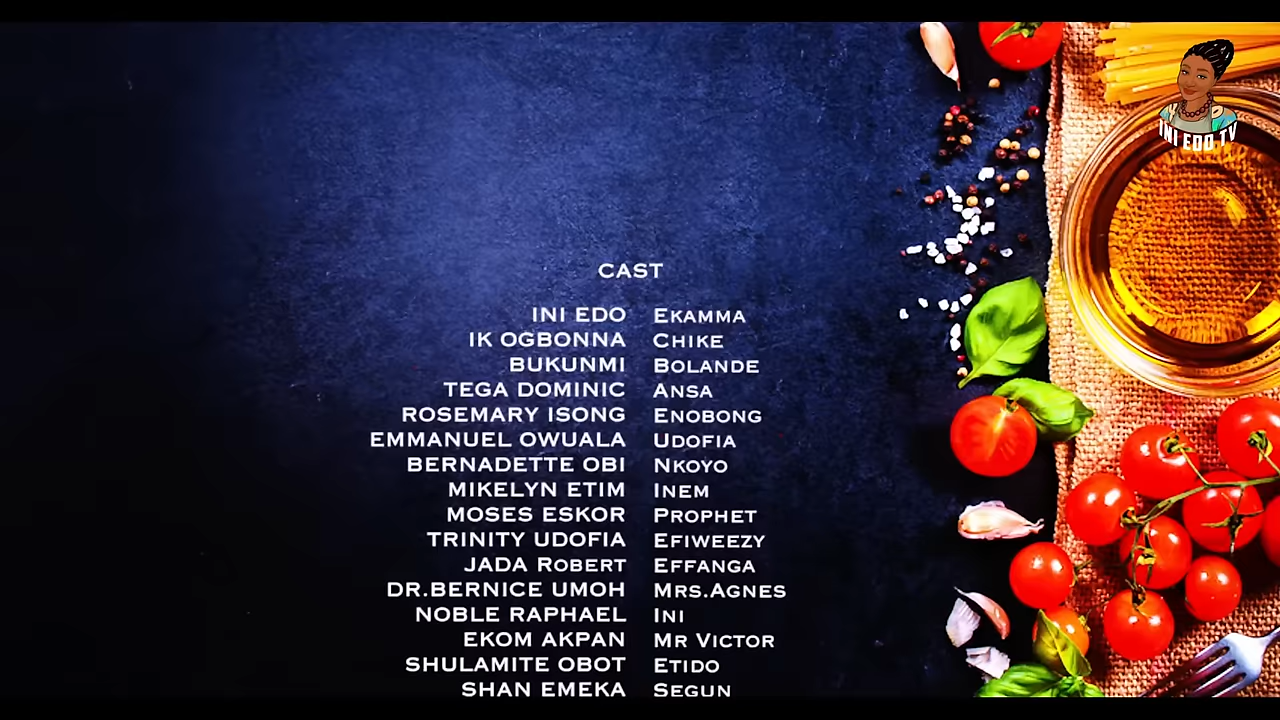 INI EDO TV
CAST
INI EDO Ekamma
IK OGBONNA Chike
BUKUNMI Bolande
TEGA DOMINIC Ansa
ROSEMARY ISONG Enobong
EMMANUEL OWUALA Udofia
BERNADETTE OBI Nkoyo
MIKELYN ETIM Inem
MOSES ESKOR Prophet
TRINITY UDOFIA Efiweezy
JADA Robert Effanga
DR.BERNICE UMOH Mrs.Agnes
NOBLE RAPHAEL Ini
EKOM AKPAN Mr Victor
SHULAMITE OBOT Etido
SHAN EMEKA Segun